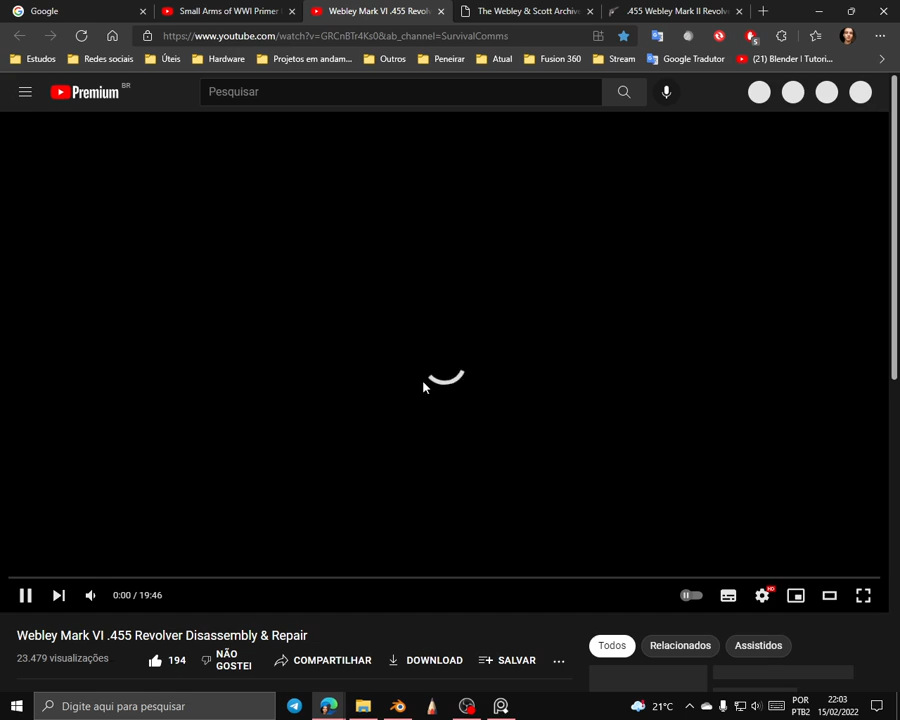 Google
Small Arms of WWI Primer
Webley Mark VI .455 Revolv
The Webley & Scott Archive
.455 Webley Mark II Revolve
https://www.youtube.com/watch?v=GRCnBTr4Ks0&ab_channel=SurvivalComms
5
Estudos
Redes sociais
Úteis
Hardware
Projetos em andam...
Outros
Peneirar
Atual
Fusion 360
Stream
Google Tradutor
(21) Blender | Tutori...
Premium BR
Pesquisar
0:00 / 19:46
HD
Webley Mark VI .455 Revolver Disassembly & Repair
23.479 visualizações
194
NÃO
GOSTEI
COMPARTILHAR
DOWNLOAD
SALVAR
Todos
Relacionados
Assistidos
Digite aqui para pesquisar
21°C
POR
PTB2
22:03
15/02/2022